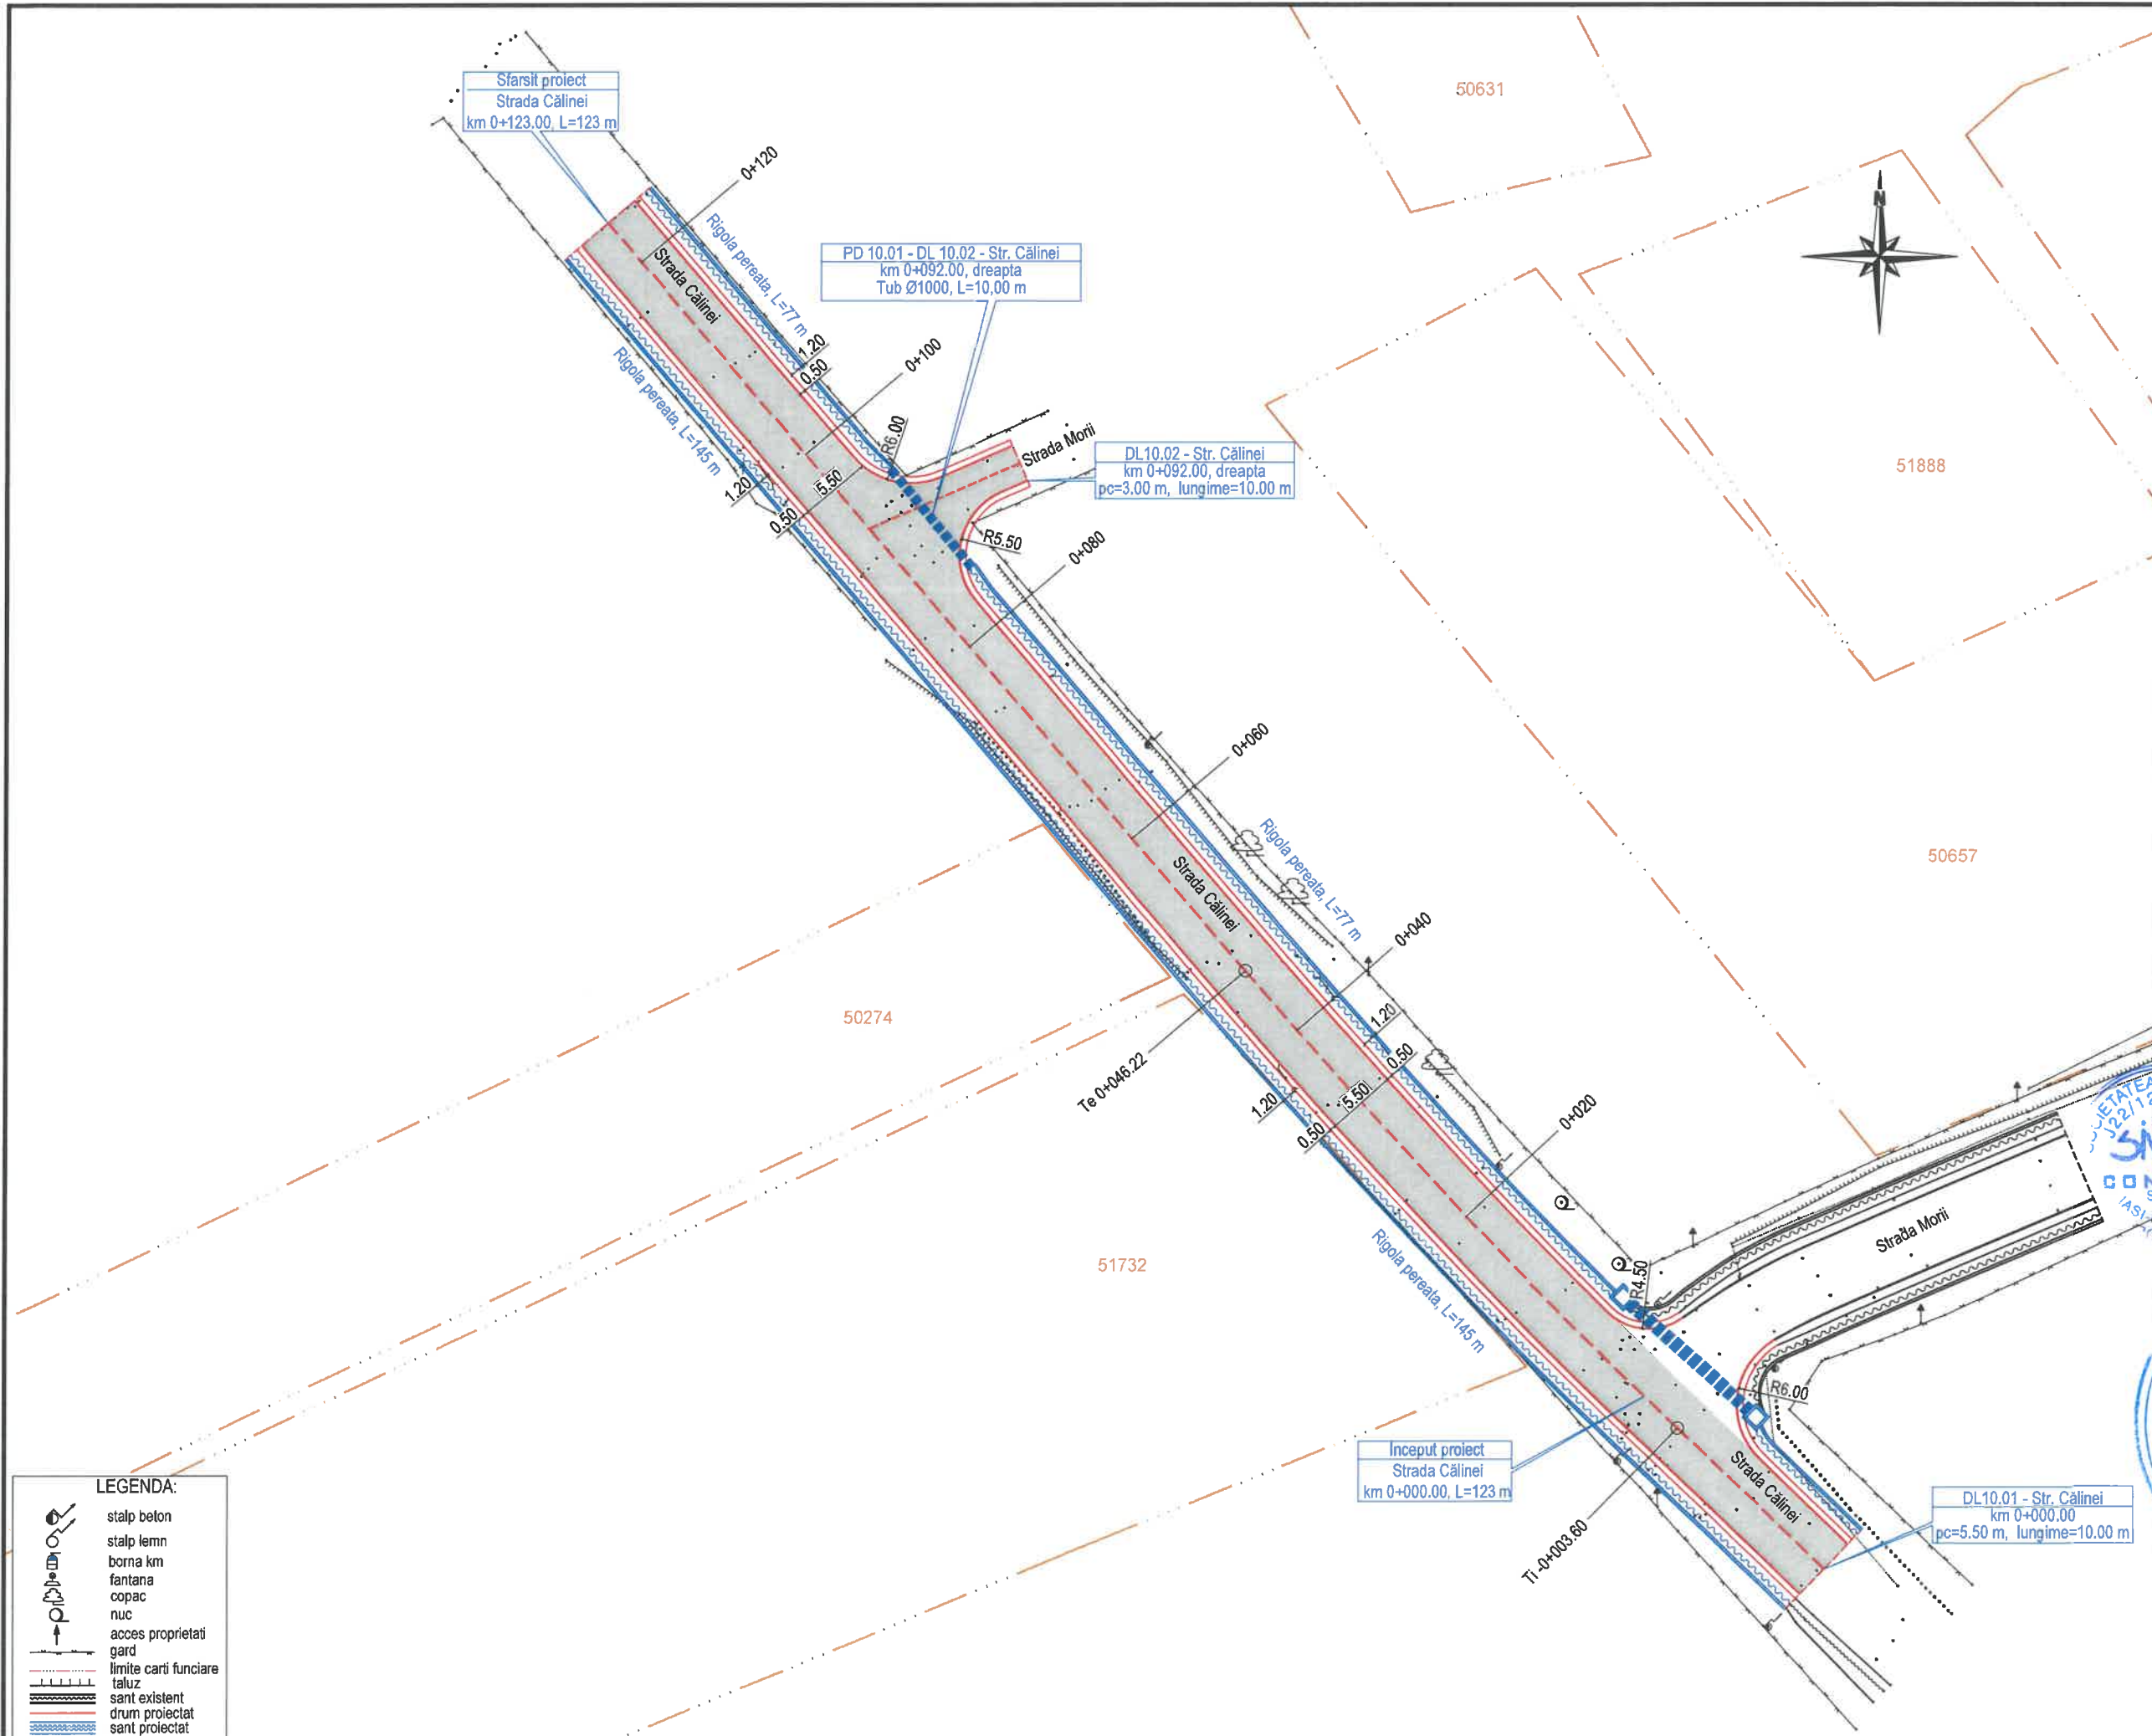 Sfarsit proiect
Strada Călinei
km 0+123.00, L=123 m
50631
0+120
N
Rigola pereata, L=77 m
Strada Călinei
PD 10.01 - DL 10.02 - Str. Călinei
km 0+092.00, dreapta
Tub Ø1000, L=10,00 m
1.20
0.50
0+100
Rigola pereata, L=145 m
R6.00
Strada Morii
DL10.02 - Str. Călinei
km 0+092.00, dreapta
pc=3.00 m, lungime=10.00 m
51888
1.20
0.50
5.50
R5.50
0+080
0+060
Rigola pereata, L=77 m
50657
Strada Călinei
0+040
50274
Te 0+046.22
1.20
0.50
5.50
1.20
0.50
0+020
51732
Rigola pereata, L=145 m
R4.50
Strada Morii
R6.00
Inceput proiect
Strada Călinei
km 0+000.00, L=123 m
Strada Călinei
Ti -0+003.60
DL10.01 - Str. Călinei
km 0+000.00
pc=5.50 m, lungime=10.00 m
LEGENDA:
stalp beton
stalp lemn
borna km
fantana
copac
nuc
acces proprietati
gard
limite carti funciare
taluz
sant existent
drum proiectat
sant proiectat